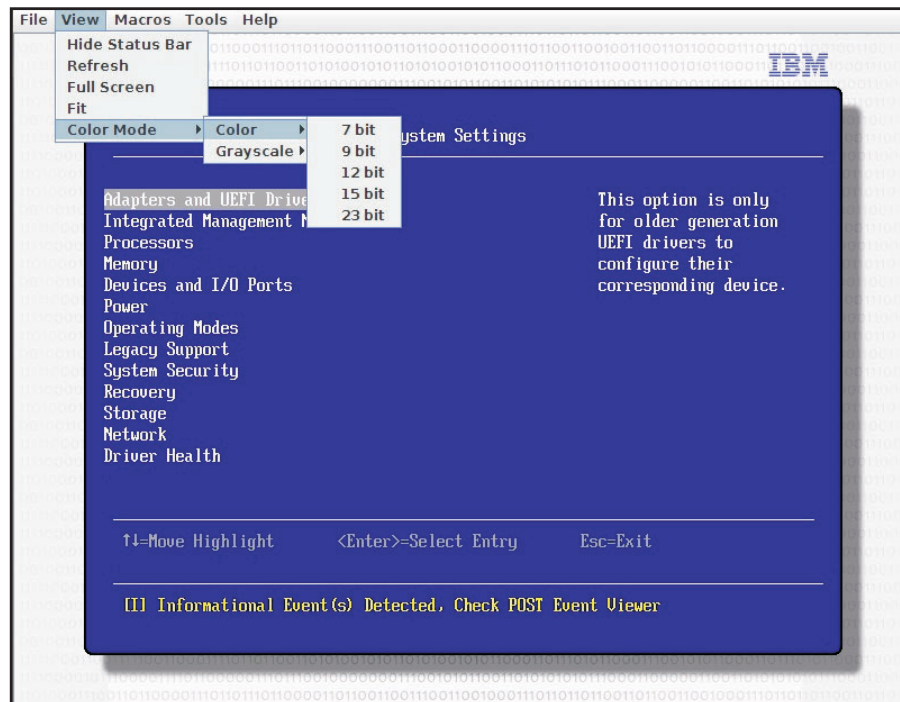 File View Macros Tools Help
Hide Status Bar
Refresh
Full Screen
Fit
Color Mode
Color
Grayscale
7 bit
9 bit
12 bit
15 bit
23 bit
IBM
Settings
Adapters and UEFI
Integrated Management
Processors
Memory
Devices and I/O Ports
Power
Operating Modes
Legacy Support
System Security
Recovery
Storage
Network
Driver Health
This option is only
for older generation
UEFI drivers to
configure their
corresponding device.
↑↓=Move Highlight <Enter>=Select Entry Esc=Exit
[I] Informational Event(s) Detected, Check POST Event Viewer